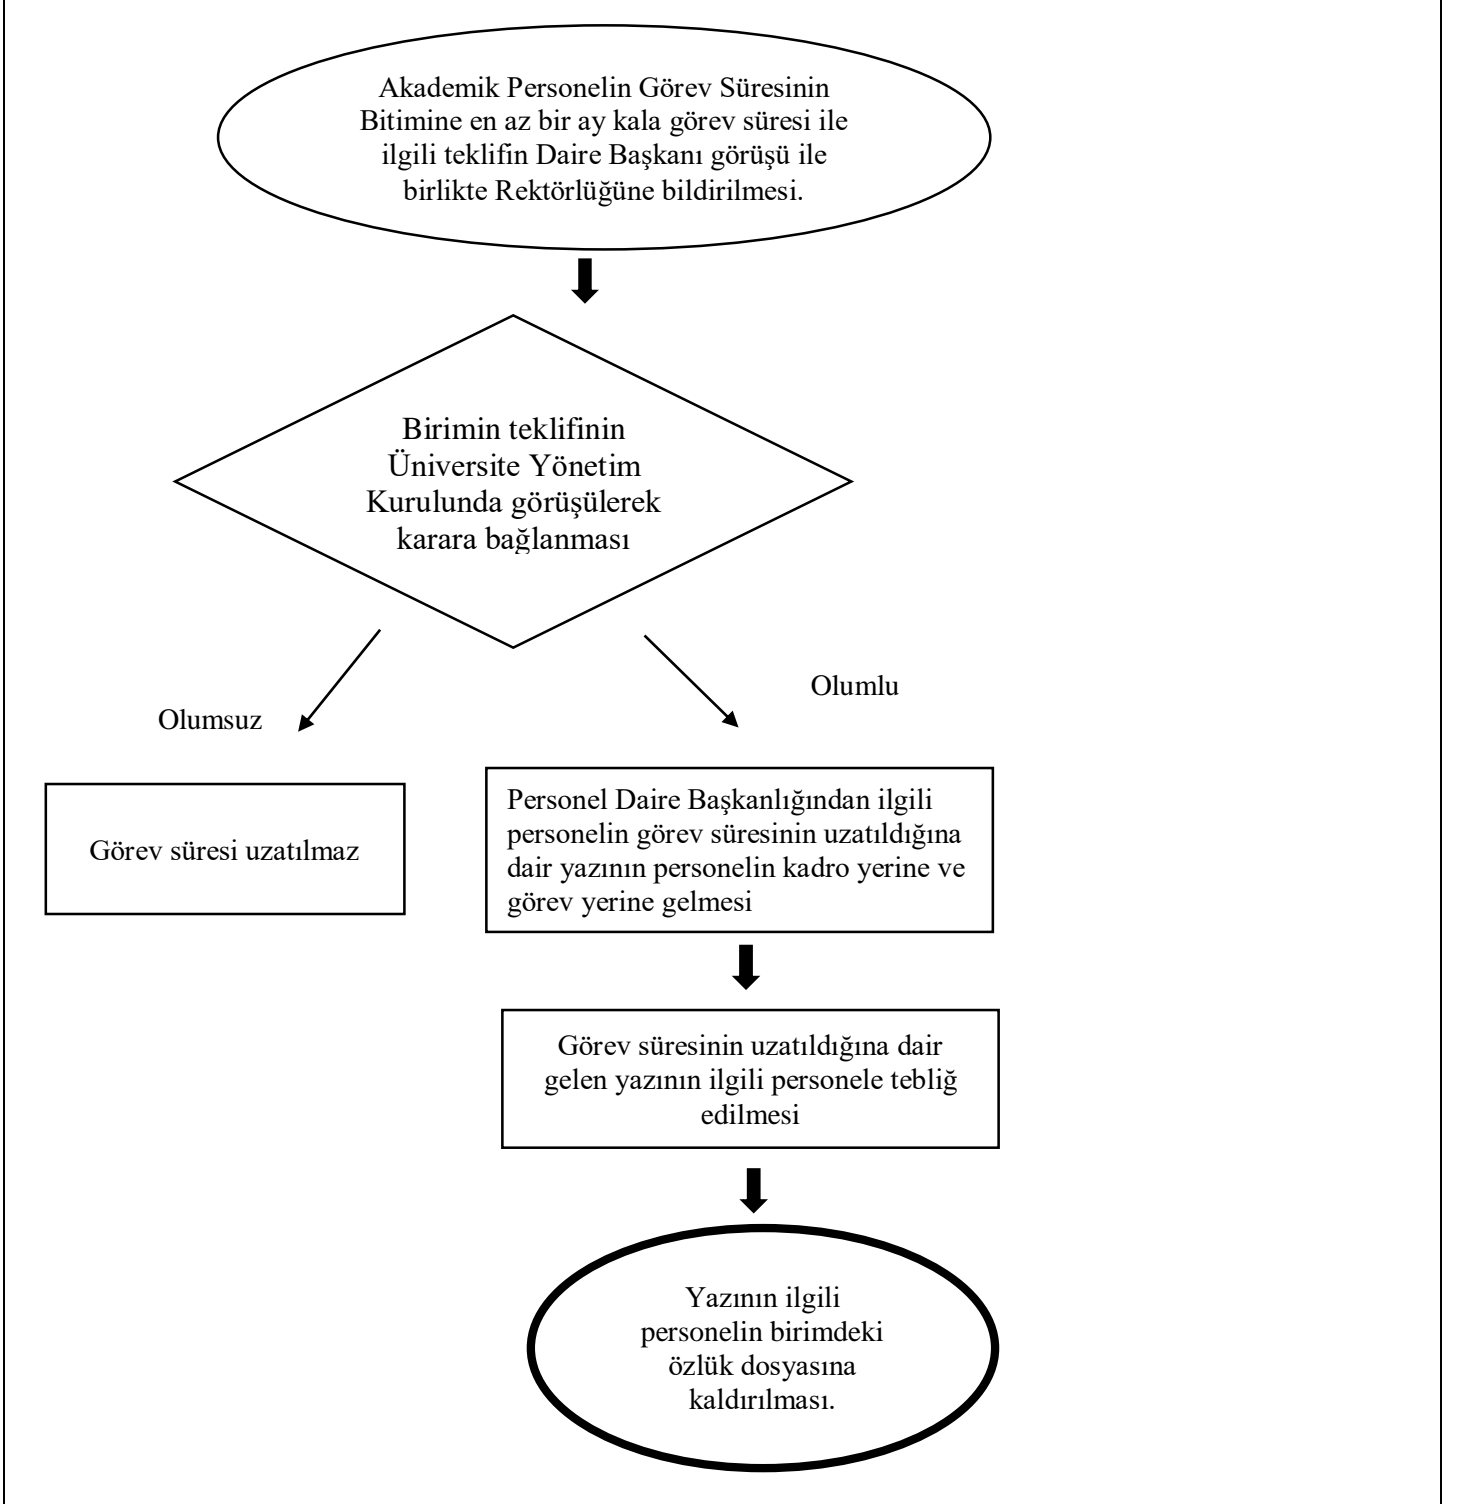 Akademik Personelin Görev Süresinin
Bitimine en az bir ay kala görev süresi ile
ilgili teklifin Daire Başkanı görüşü ile
birlikte Rektörlüğüne bildirilmesi.
Birimin teklifinin
Üniversite Yönetim
Kurulunda görüşülerek
karara bağlanması
Olumsuz
Olumlu
Görev süresi uzatılmaz
Personel Daire Başkanlığından ilgili
personelin görev süresinin uzatıldığına
dair yazının personelin kadro yerine ve
görev yerine gelmesi
Görev süresinin uzatıldığına dair
gelen yazının ilgili personele tebliğ
edilmesi
Yazının ilgili
personelin birimdeki
özlük dosyasına
kaldırılması.